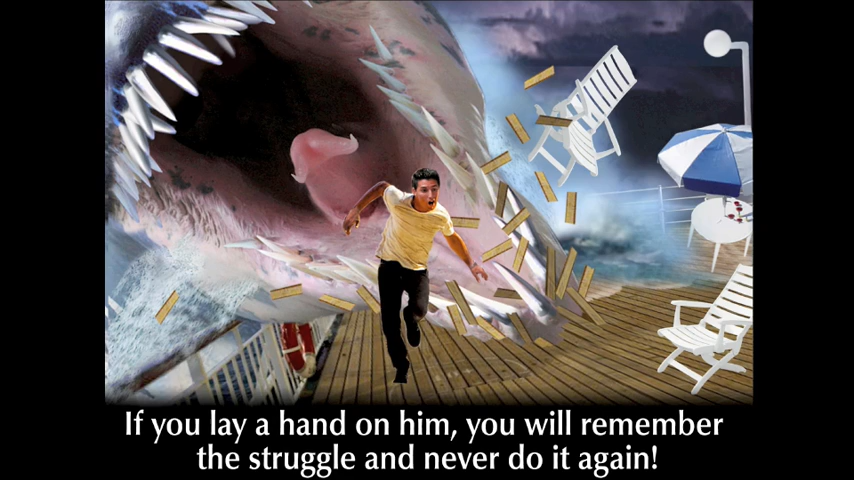 If you lay a hand on him, you will remember
the struggle and never do it again!